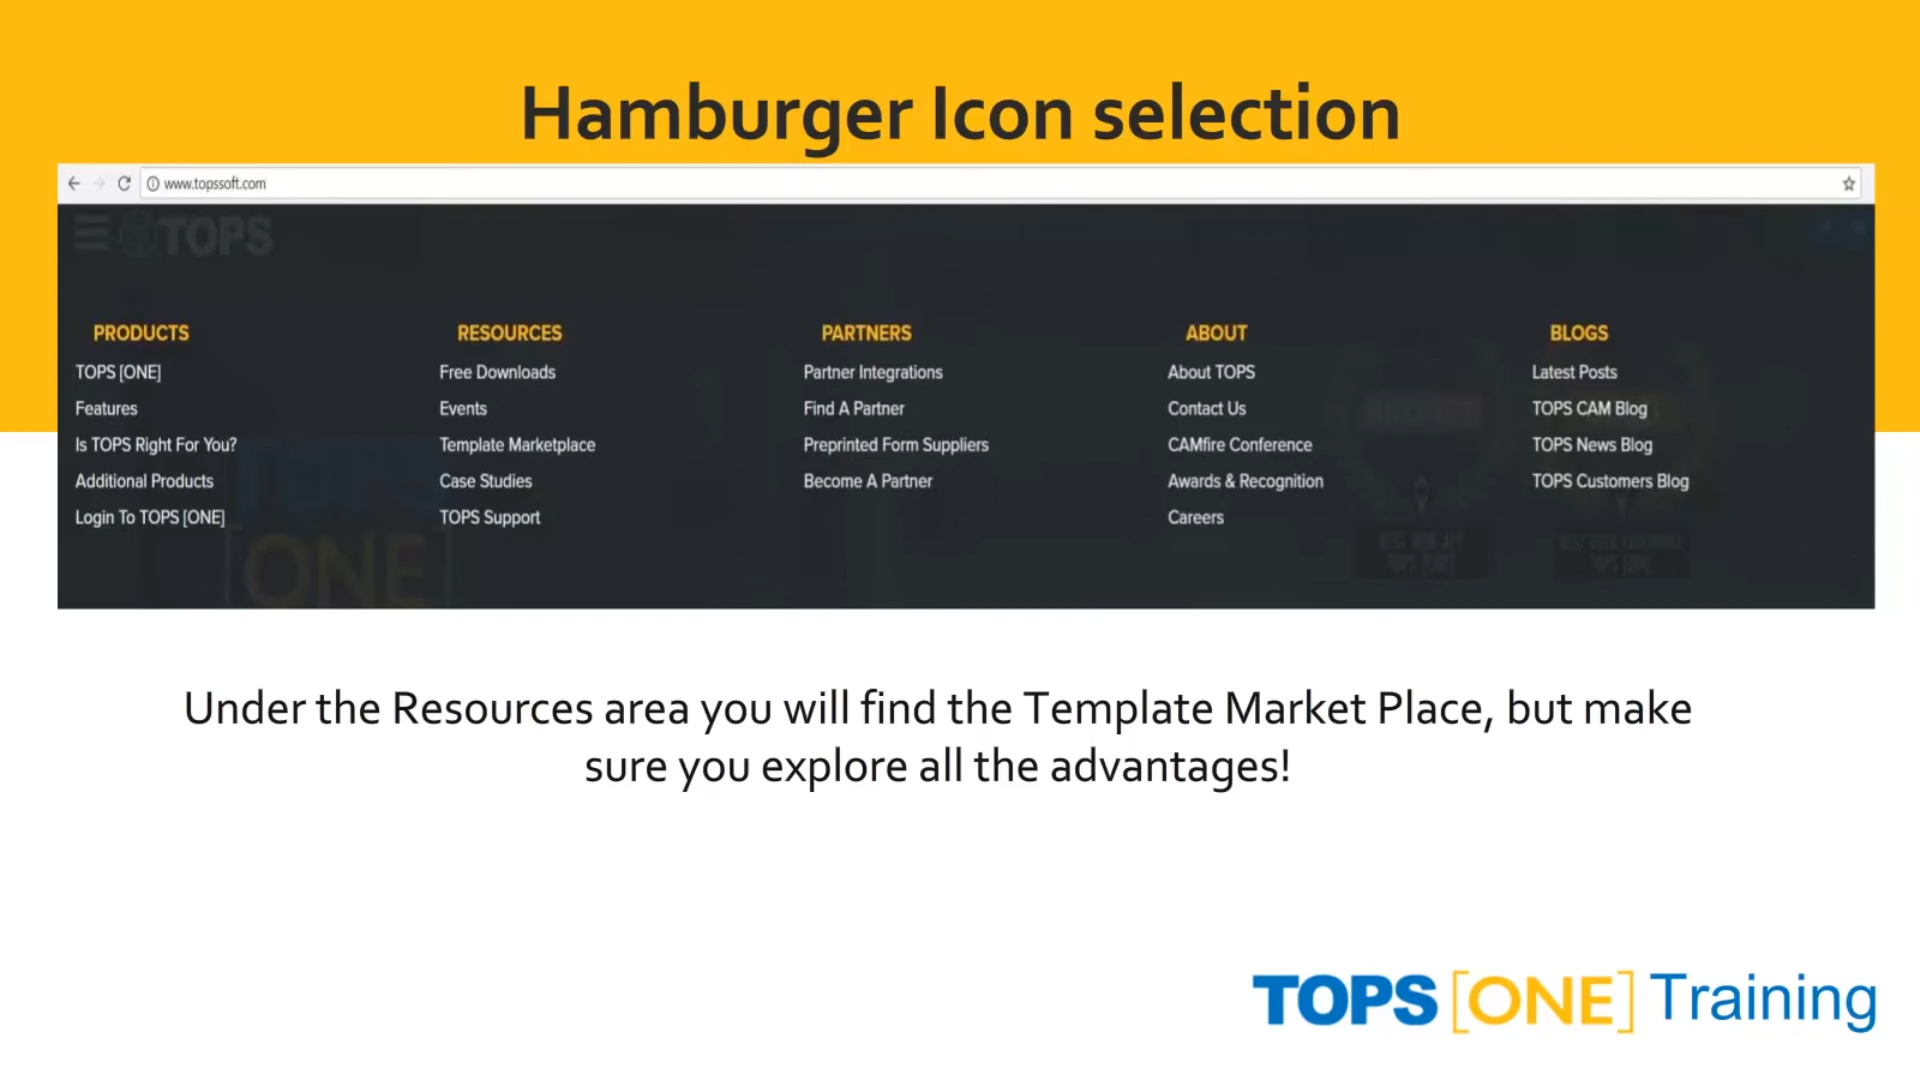 Hamburger Icon selection
www.topssoft.com
TOPS
PRODUCTS
TOPS [ONE]
Features
Is TOPS Right For You?
Additional Products
Login To TOPS [ONE]
RESOURCES
Free Downloads
Events
Template Marketplace
Case Studies
TOPS Support
PARTNERS
Partner Integrations
Find A Partner
Preprinted Form Suppliers
Become A Partner
ABOUT
About TOPS
Contact Us
CAMfire Conference
Awards & Recognition
Careers
BLOGS
Latest Posts
TOPS CAM Blog
TOPS News Blog
TOPS Customers Blog
TOPS
[ONE]
Under the Resources area you will find the Template Market Place, but make
sure you explore all the advantages!
TOPS [ONE] Training